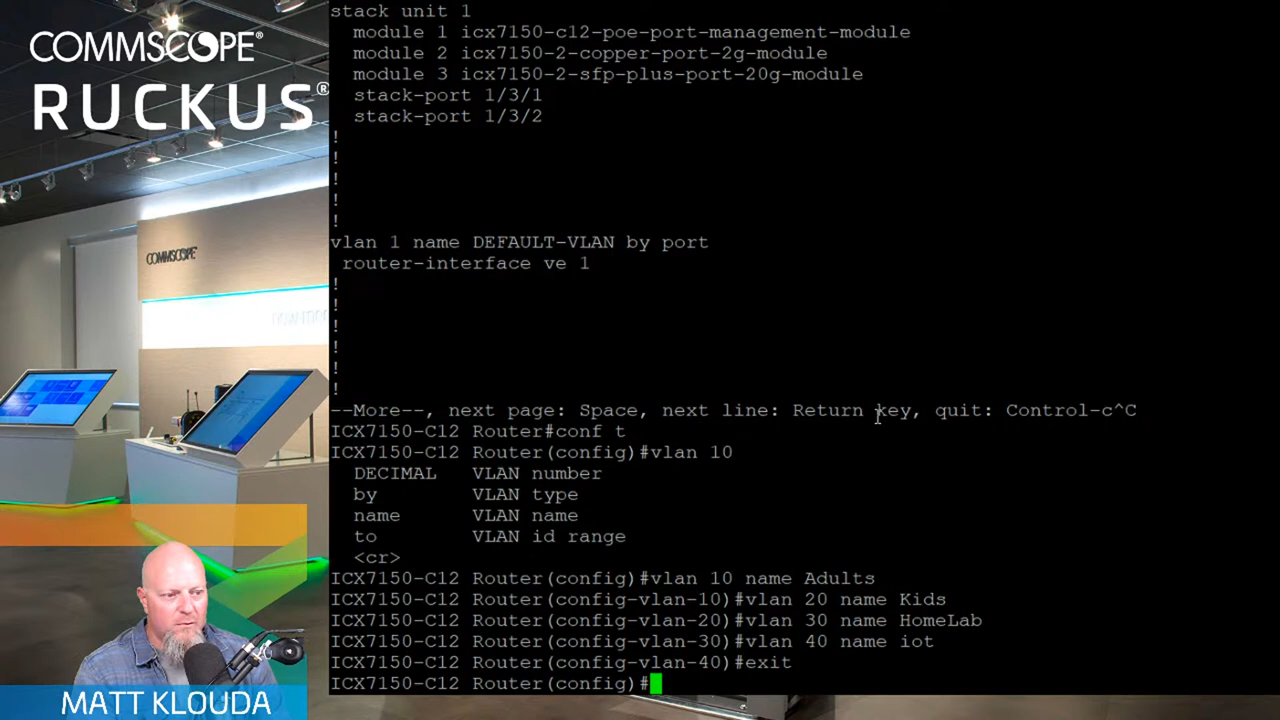 COMMSCOPE®
RUCKUS®
COMMSCOPE
stack unit 1
module 1 icx7150-c12-poe-port-management-module
module 2 icx7150-2-copper-port-2g-module
module 3 icx7150-2-sfp-plus-port-20g-module
stack-port 1/3/1
stack-port 1/3/2
!
!
!
!
!
vlan 1 name DEFAULT-VLAN by port
router-interface ve 1
!
!
!
!
!
!
--More--, next page: Space, next line: Return key, quit: Control-c^C
ICX7150-C12 Router#conf t
ICX7150-C12 Router(config)#vlan 10
DECIMAL VLAN number
by VLAN type
name VLAN name
to VLAN id range
<cr>
ICX7150-C12 Router(config)#vlan 10 name Adults
ICX7150-C12 Router(config-vlan-10)#vlan 20 name Kids
ICX7150-C12 Router(config-vlan-20)#vlan 30 name HomeLab
ICX7150-C12 Router(config-vlan-30)#vlan 40 name iot
ICX7150-C12 Router(config-vlan-40)#exit
ICX7150-C12 Router(config)#
MATT KLOUDA